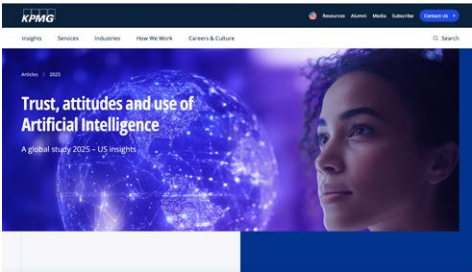 KPMG
Resources Alumni Media Subscribe Contact Us
Insights Services Industries How We Work Careers & Culture Search
Articles > 2025
Trust, attitudes and use of
Artificial Intelligence
A global study 2025 – US insights